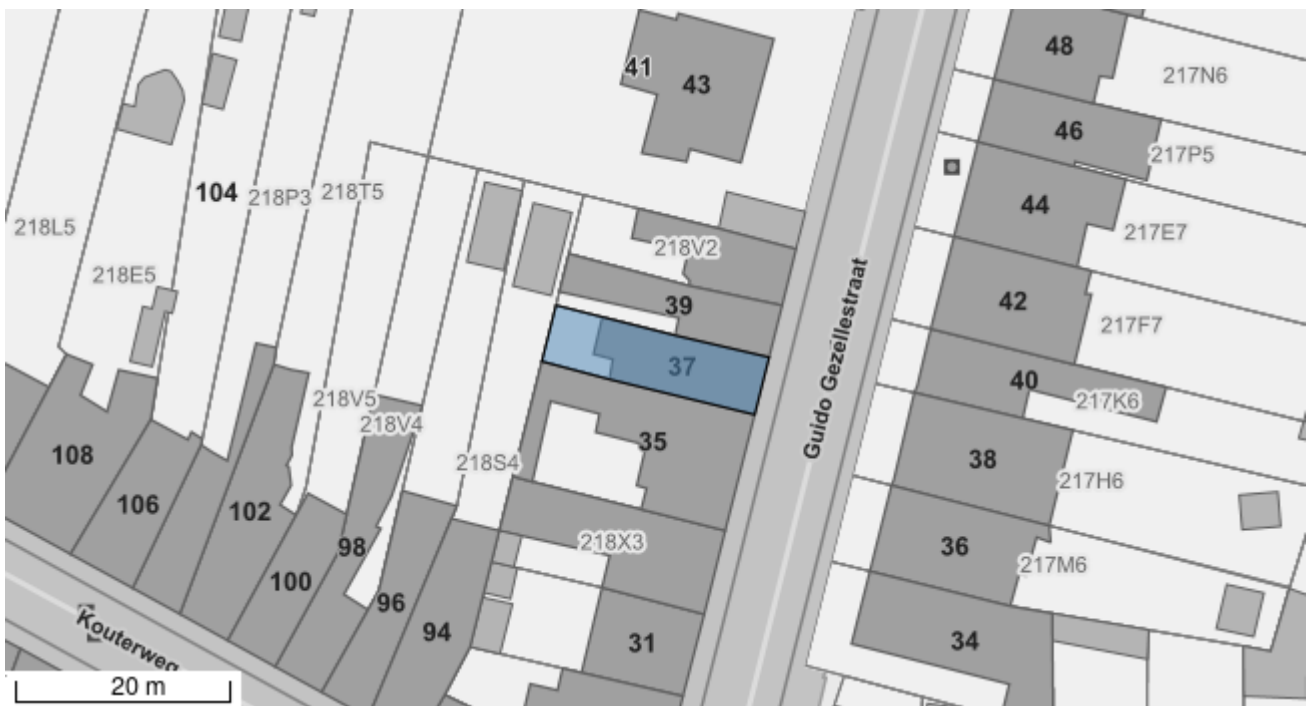 48
217N6
41
43
46
217P5
104
218P3
218T5
44
218L5
218V2
217E7
218E5
39
42
217F7
37
40
217K6
Guido Gezellestraat
218V5
218V4
35
108
218S4
38
217H6
106
102
98
218X3
36
217M6
100
96
94
31
34
Kouterweg
20 m